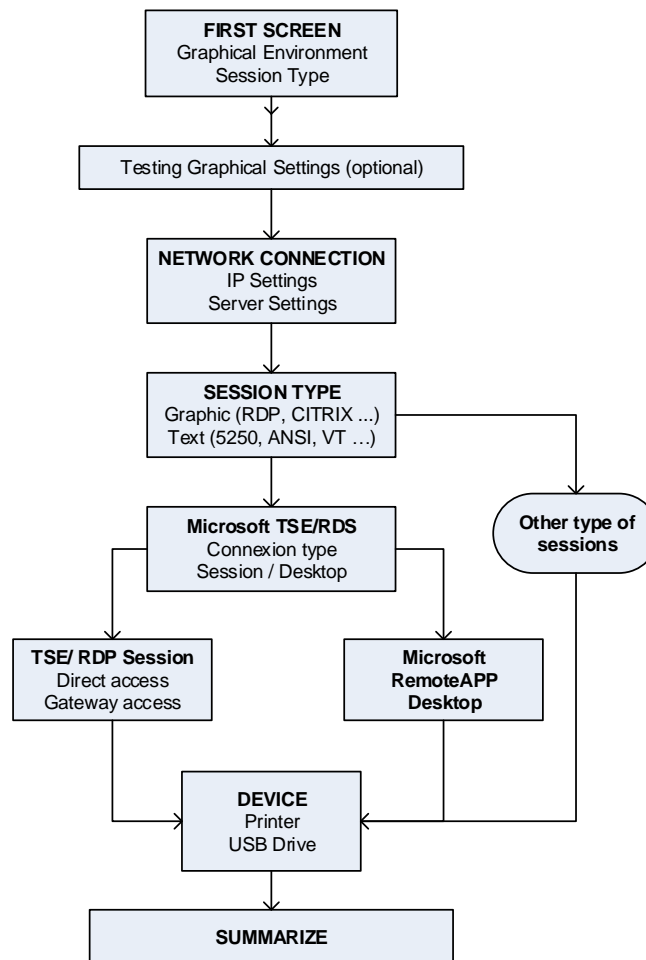 FIRST SCREEN
Graphical Environment
Session Type
Testing Graphical Settings (optional)
NETWORK CONNECTION
IP Settings
Server Settings
SESSION TYPE
Graphic (RDP, CITRIX ...)
Text (5250, ANSI, VT …)
Microsoft TSE/RDS
Connexion type
Session / Desktop
Other type of
sessions
TSE/ RDP Session
Direct access
Gateway access
Microsoft
RemoteAPP
Desktop
DEVICE
Printer
USB Drive
SUMMARIZE